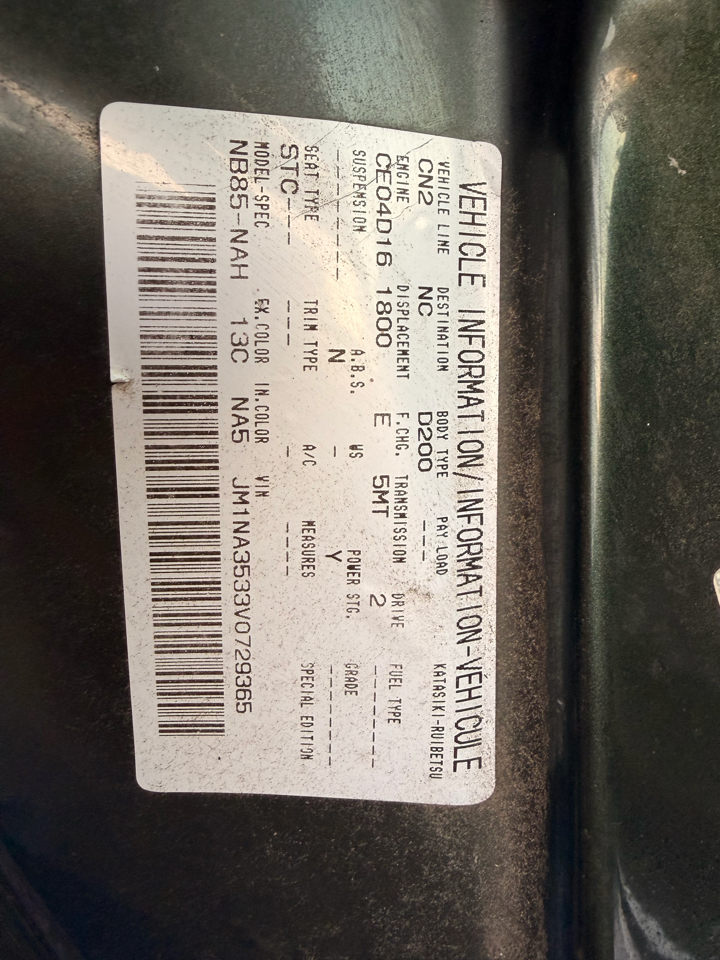 VEHICLE INFORMATION/INFORMATION-VEHICULE
VEHICLE LINE DESTINATION BODY TYPE PAY LOAD KATASIKI-RUIBETSU
CN2 NC D200 ---
ENGINE DISPLACEMENT F.CHG. TRANSMISSION DRIVE FUEL TYPE
CE04D16 1800 E 5MT 2 -------
SUSPENSION A.B.S. WS POWER STG. GRADE
------- N - Y -------
SEAT TYPE TRIM TYPE A/C MEASURES SPECIAL EDITION
STC--- --- - ----
MODEL-SPEC EX.COLOR IN.COLOR VIN
NB85-NAH 13C NA5 JM1NA3533V0729365